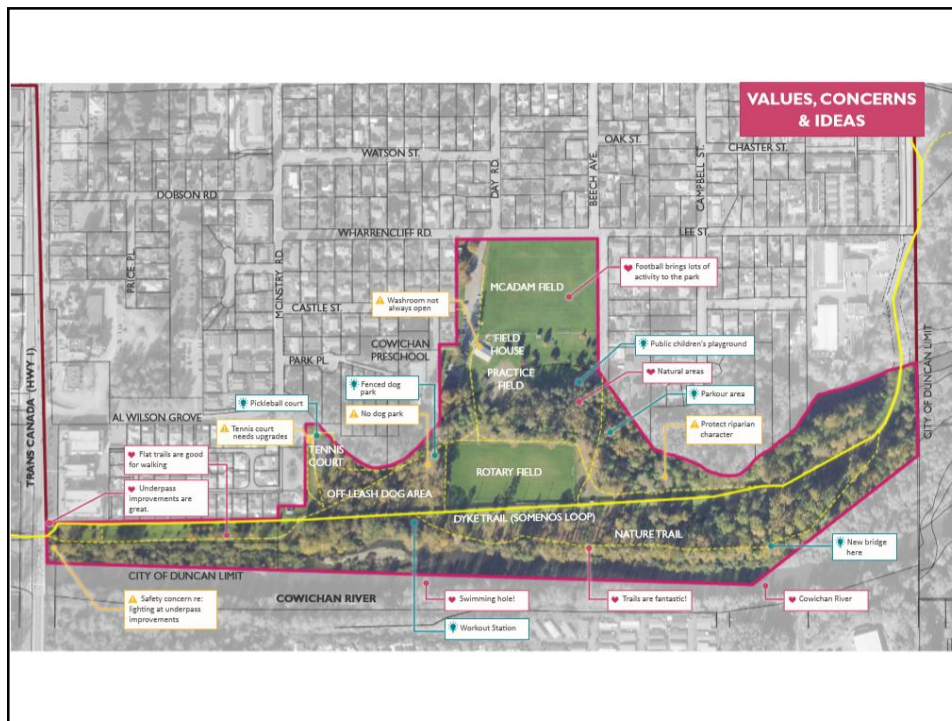 VALUES, CONCERNS
& IDEAS
OAK ST.
CHASTER ST.
WATSON ST.
DAY RD.
BEECH AVE.
CAMPBELL ST.
DOBSON RD.
WHARRENCLIFF RD.
LEE ST.
PRICE PL.
MCINSTRY RD.
MCADAM FIELD
Football brings lots of
activity to the park
Washroom not
always open
CASTLE ST.
FIELD
HOUSE
COWICHAN
PRESCHOOL
Public children's playground
PARK PL.
PRACTICE
FIELD
Natural areas
Fenced dog
park
Parkour area
Pickleball court
AL WILSON GROVE
No dog park
Tennis court
needs upgrades
Protect riparian
character
TRANS CANADA (HWY 1)
CITY OF DUNCAN LIMIT
TENNIS
COURT
Flat trails are good
for walking
ROTARY FIELD
Underpass
improvements are
great.
OFF-LEASH DOG AREA
DYKE TRAIL (SOMENOS LOOP)
NATURE TRAIL
New bridge
here
CITY OF DUNCAN LIMIT
COWICHAN RIVER
Safety concern re:
lighting at underpass
improvements
Swimming hole!
Trails are fantastic!
Cowichan River
Workout Station